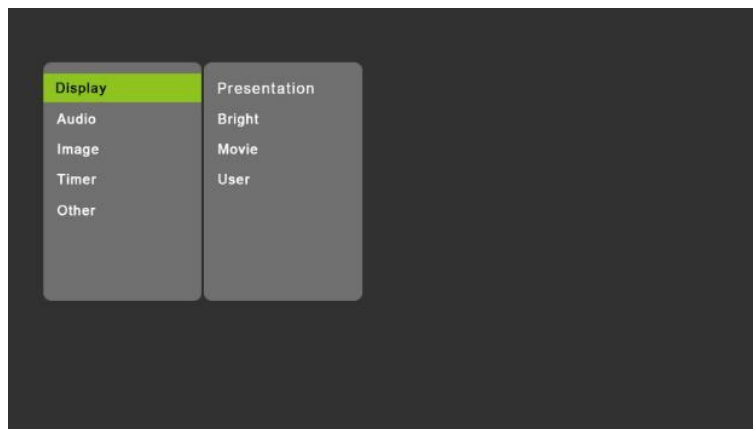 Display
Audio
Image
Timer
Other
Presentation
Bright
Movie
User